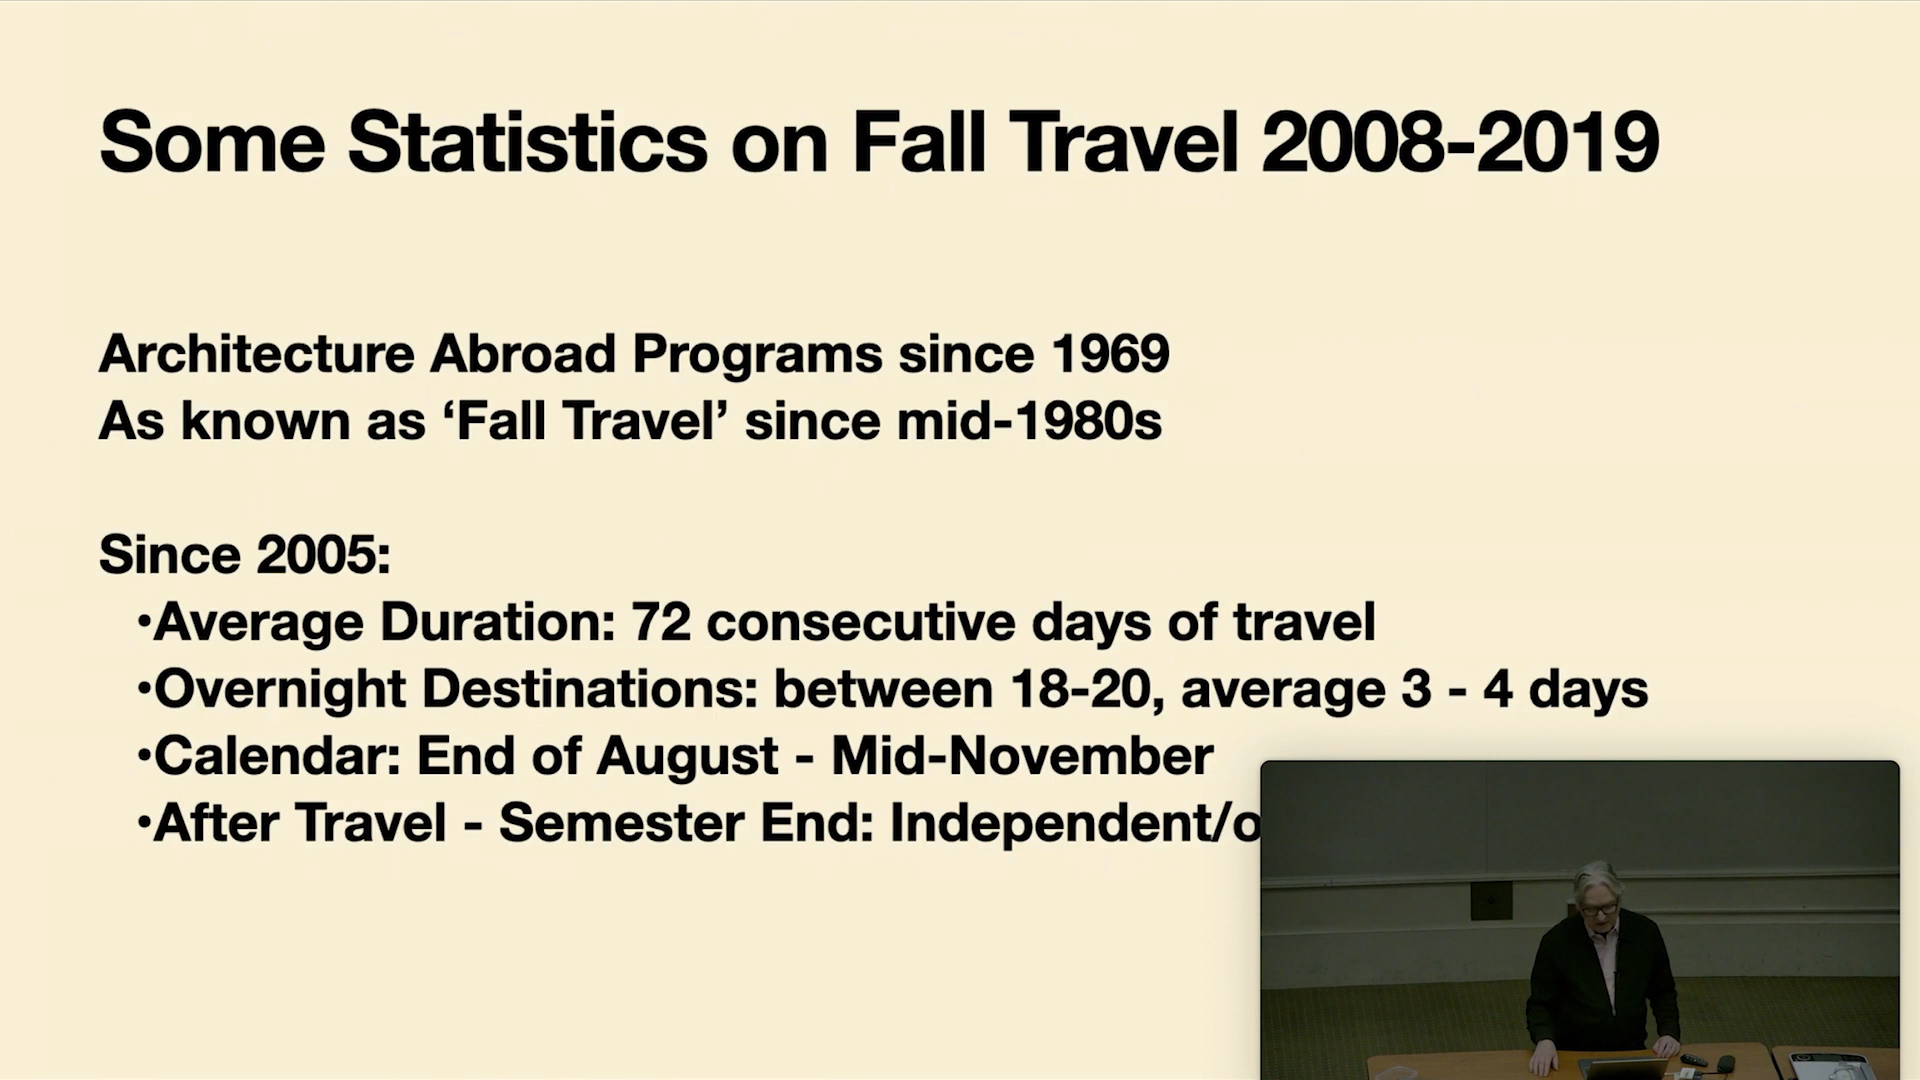 Some Statistics on Fall Travel 2008-2019
Architecture Abroad Programs since 1969
As known as ‘Fall Travel’ since mid-1980s
Since 2005:
•Average Duration: 72 consecutive days of travel
•Overnight Destinations: between 18-20, average 3 - 4 days
•Calendar: End of August - Mid-November
•After Travel - Semester End: Independent/o